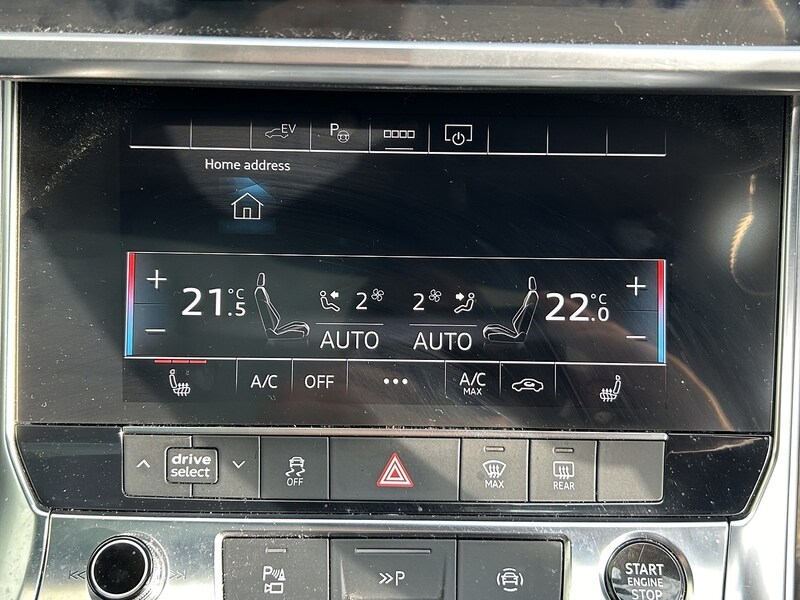 EV P
Home address
21.5 °C 2 2 22.0 °C
AUTO AUTO
A/C OFF ••• A/C MAX
drive
select
OFF
MAX
REAR
P
P
START
ENGINE
STOP